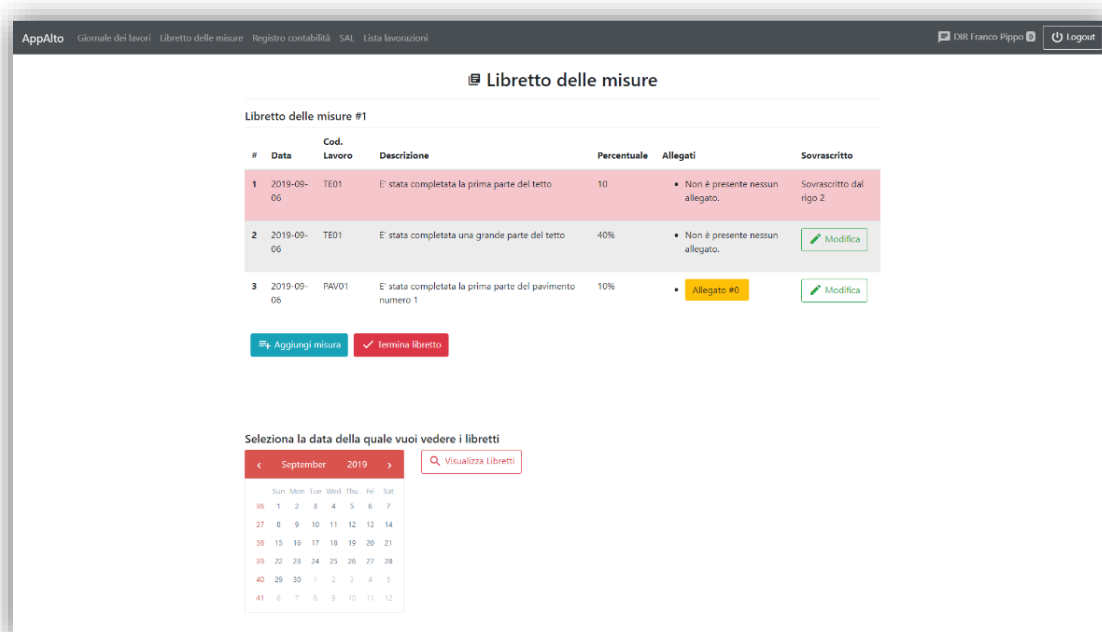 AppAlto Giornale dei lavori Libretto delle misure Registro contabilità SAL Lista lavorazioni DIR Franco Pippo 0 Logout
Libretto delle misure
Libretto delle misure #1
# Data Cod. Lavoro Descrizione Percentuale Allegati Sovrascritto
1 2019-09-06 TE01 E' stata completata la prima parte del tetto 10 • Non è presente nessun allegato. Sovrascritto dal rigo 2
2 2019-09-06 TE01 E' stata completata una grande parte del tetto 40% • Non è presente nessun allegato. Modifica
3 2019-09-06 PAV01 E' stata completata la prima parte del pavimento numero 1 10% • Allegato #0 Modifica
Aggiungi misura Termina libretto
Seleziona la data della quale vuoi vedere i libretti
‹ September 2019 › Visualizza Libretti
Sun Mon Tue Wed Thu Fri Sat
36 1 2 3 4 5 6 7
37 8 9 10 11 12 13 14
38 15 16 17 18 19 20 21
39 22 23 24 25 26 27 28
40 29 30 1 2 3 4 5
41 6 7 8 9 10 11 12